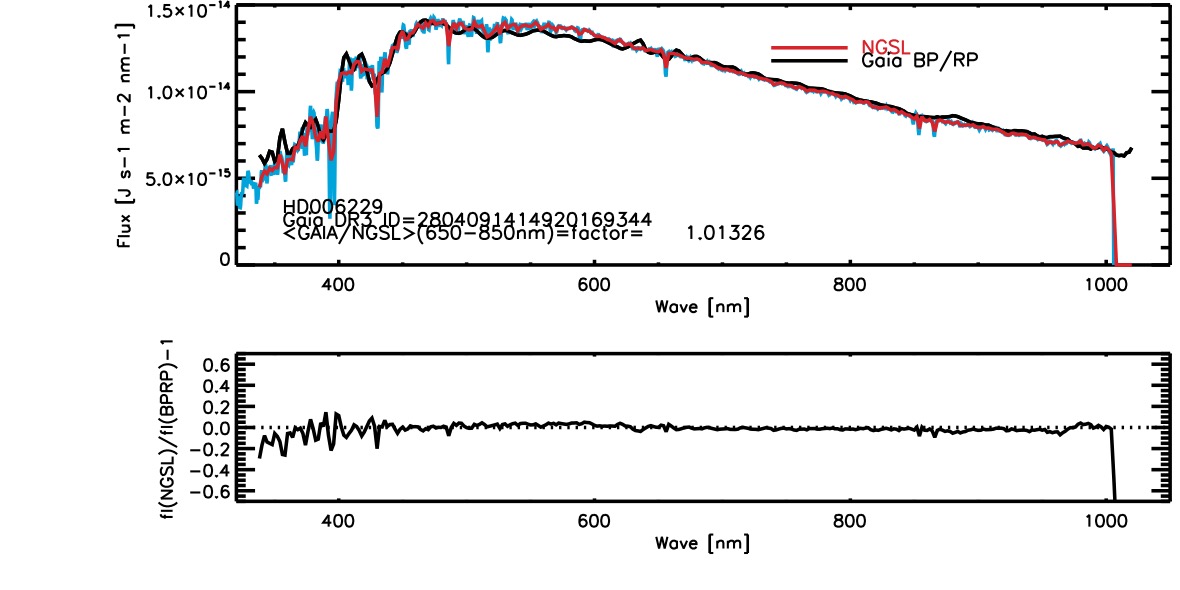 1.5×10⁻¹⁴
1.0×10⁻¹⁴
5.0×10⁻¹⁵
0
Flux [J s−1 m−2 nm−1]
NGSL
Gaia BP/RP
HD006229
Gaia DR3 ID=2804091414920169344
<GAIA/NGSL>(650−850nm)=factor= 1.01326
400 600 800 1000
Wave [nm]
fl(NGSL)/fl(BPRP)−1
0.6
0.4
0.2
0.0
−0.2
−0.4
−0.6
400 600 800 1000
Wave [nm]